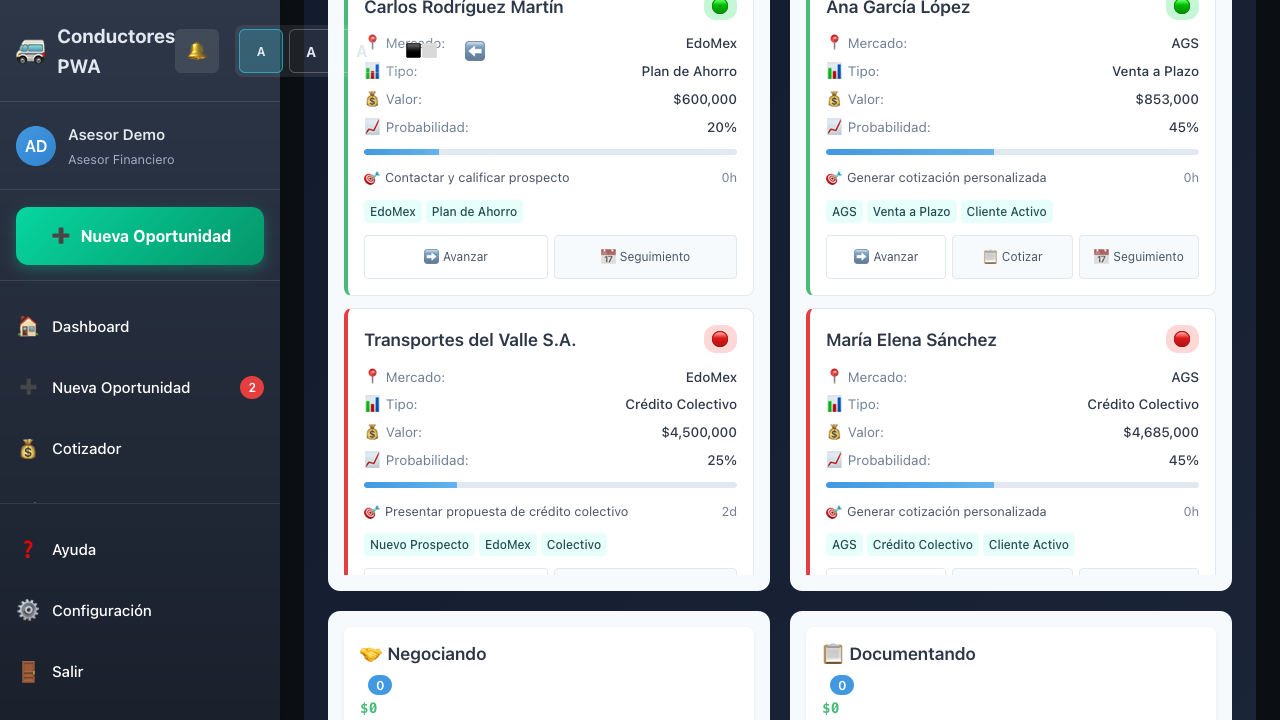 Conductores
PWA
A
A
A
AD
Asesor Demo
Asesor Financiero
Nueva Oportunidad
Dashboard
Nueva Oportunidad
2
Cotizador
Ayuda
Configuración
Salir
Carlos Rodríguez Martín
Mercado:
EdoMex
Tipo:
Plan de Ahorro
Valor:
$600,000
Probabilidad:
20%
Contactar y calificar prospecto
0h
EdoMex
Plan de Ahorro
Avanzar
Seguimiento
Ana García López
Mercado:
AGS
Tipo:
Venta a Plazo
Valor:
$853,000
Probabilidad:
45%
Generar cotización personalizada
0h
AGS
Venta a Plazo
Cliente Activo
Avanzar
Cotizar
Seguimiento
Transportes del Valle S.A.
Mercado:
EdoMex
Tipo:
Crédito Colectivo
Valor:
$4,500,000
Probabilidad:
25%
Presentar propuesta de crédito colectivo
2d
Nuevo Prospecto
EdoMex
Colectivo
María Elena Sánchez
Mercado:
AGS
Tipo:
Crédito Colectivo
Valor:
$4,685,000
Probabilidad:
45%
Generar cotización personalizada
0h
AGS
Crédito Colectivo
Cliente Activo
Negociando
0
$0
Documentando
0
$0